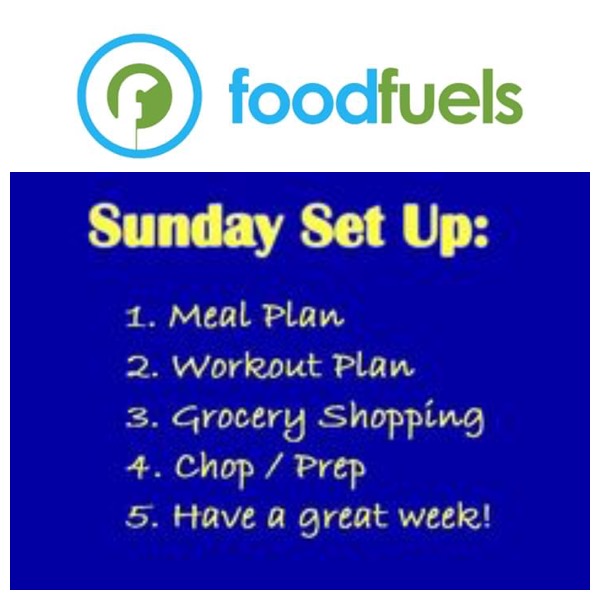 foodfuels
Sunday Set Up:
1. Meal Plan
2. Workout Plan
3. Grocery Shopping
4. Chop / Prep
5. Have a great week!